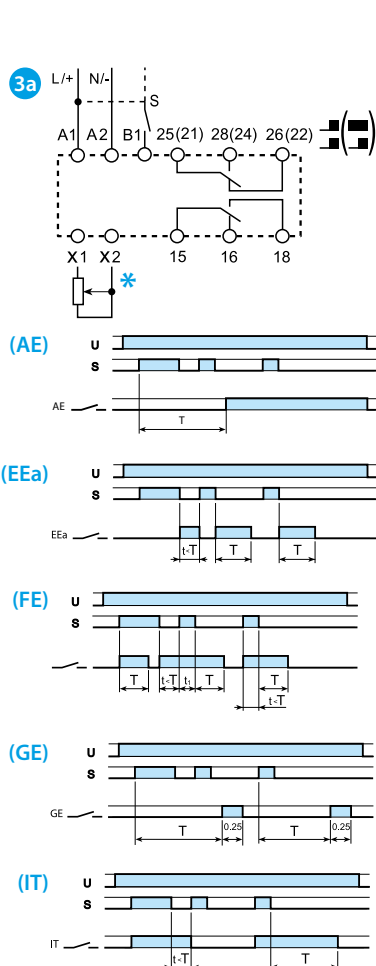 3a L/+ N/-
S
A1 A2 B1 25(21) 28(24) 26(22)
X1 X2 15 16 18
*
(AE) U
S
AE
T
(EEa) U
S
EEa
t<T T T
(FE) U
S
T t<T t₁ T T
t<T
(GE) U
S
GE 0.25 0.25
T T
(IT) U
S
IT
t<T T